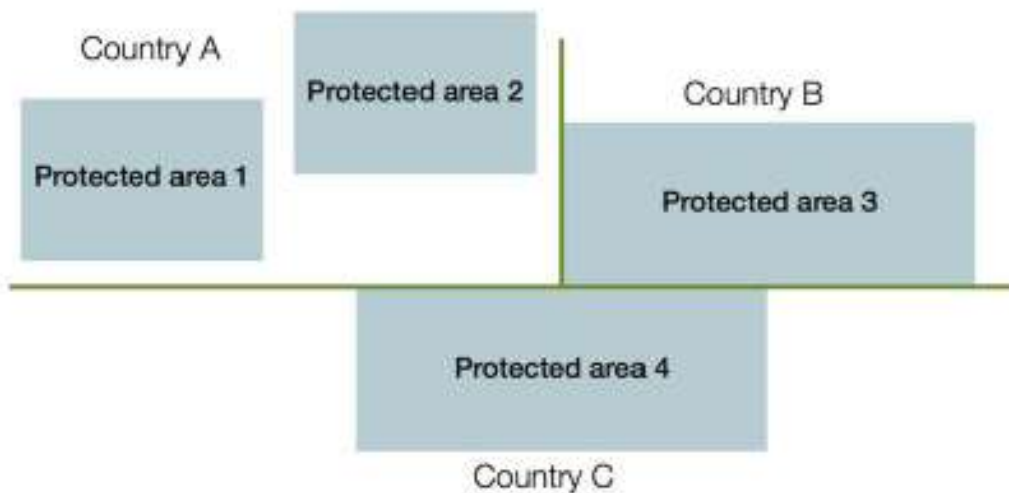 Country A
Protected area 2
Country B
Protected area 1
Protected area 3
Protected area 4
Country C